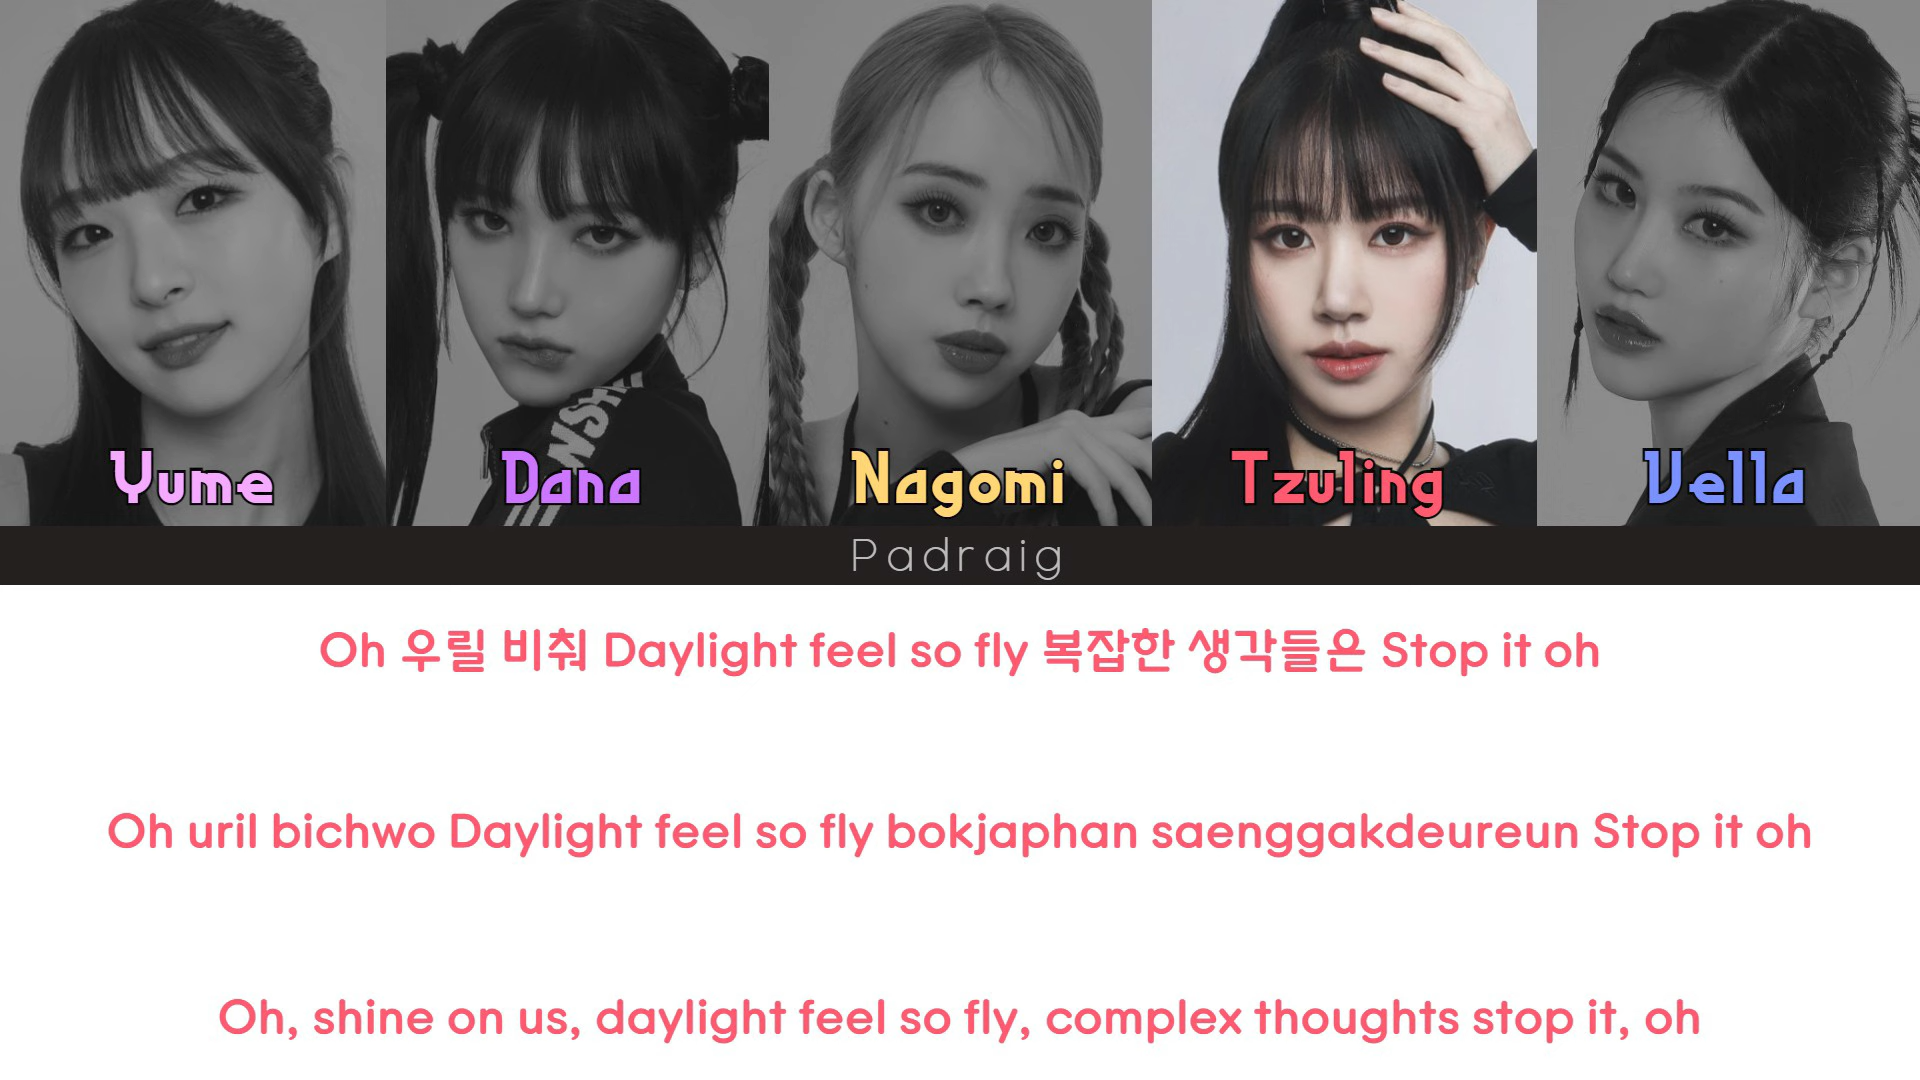 Yume
Dana
Nagomi
Tzuling
Vella
Padraig
Oh 우릴 비춰 Daylight feel so fly 복잡한 생각들은 Stop it oh
Oh uril bichwo Daylight feel so fly bokjaphan saenggakdeureun Stop it oh
Oh, shine on us, daylight feel so fly, complex thoughts stop it, oh